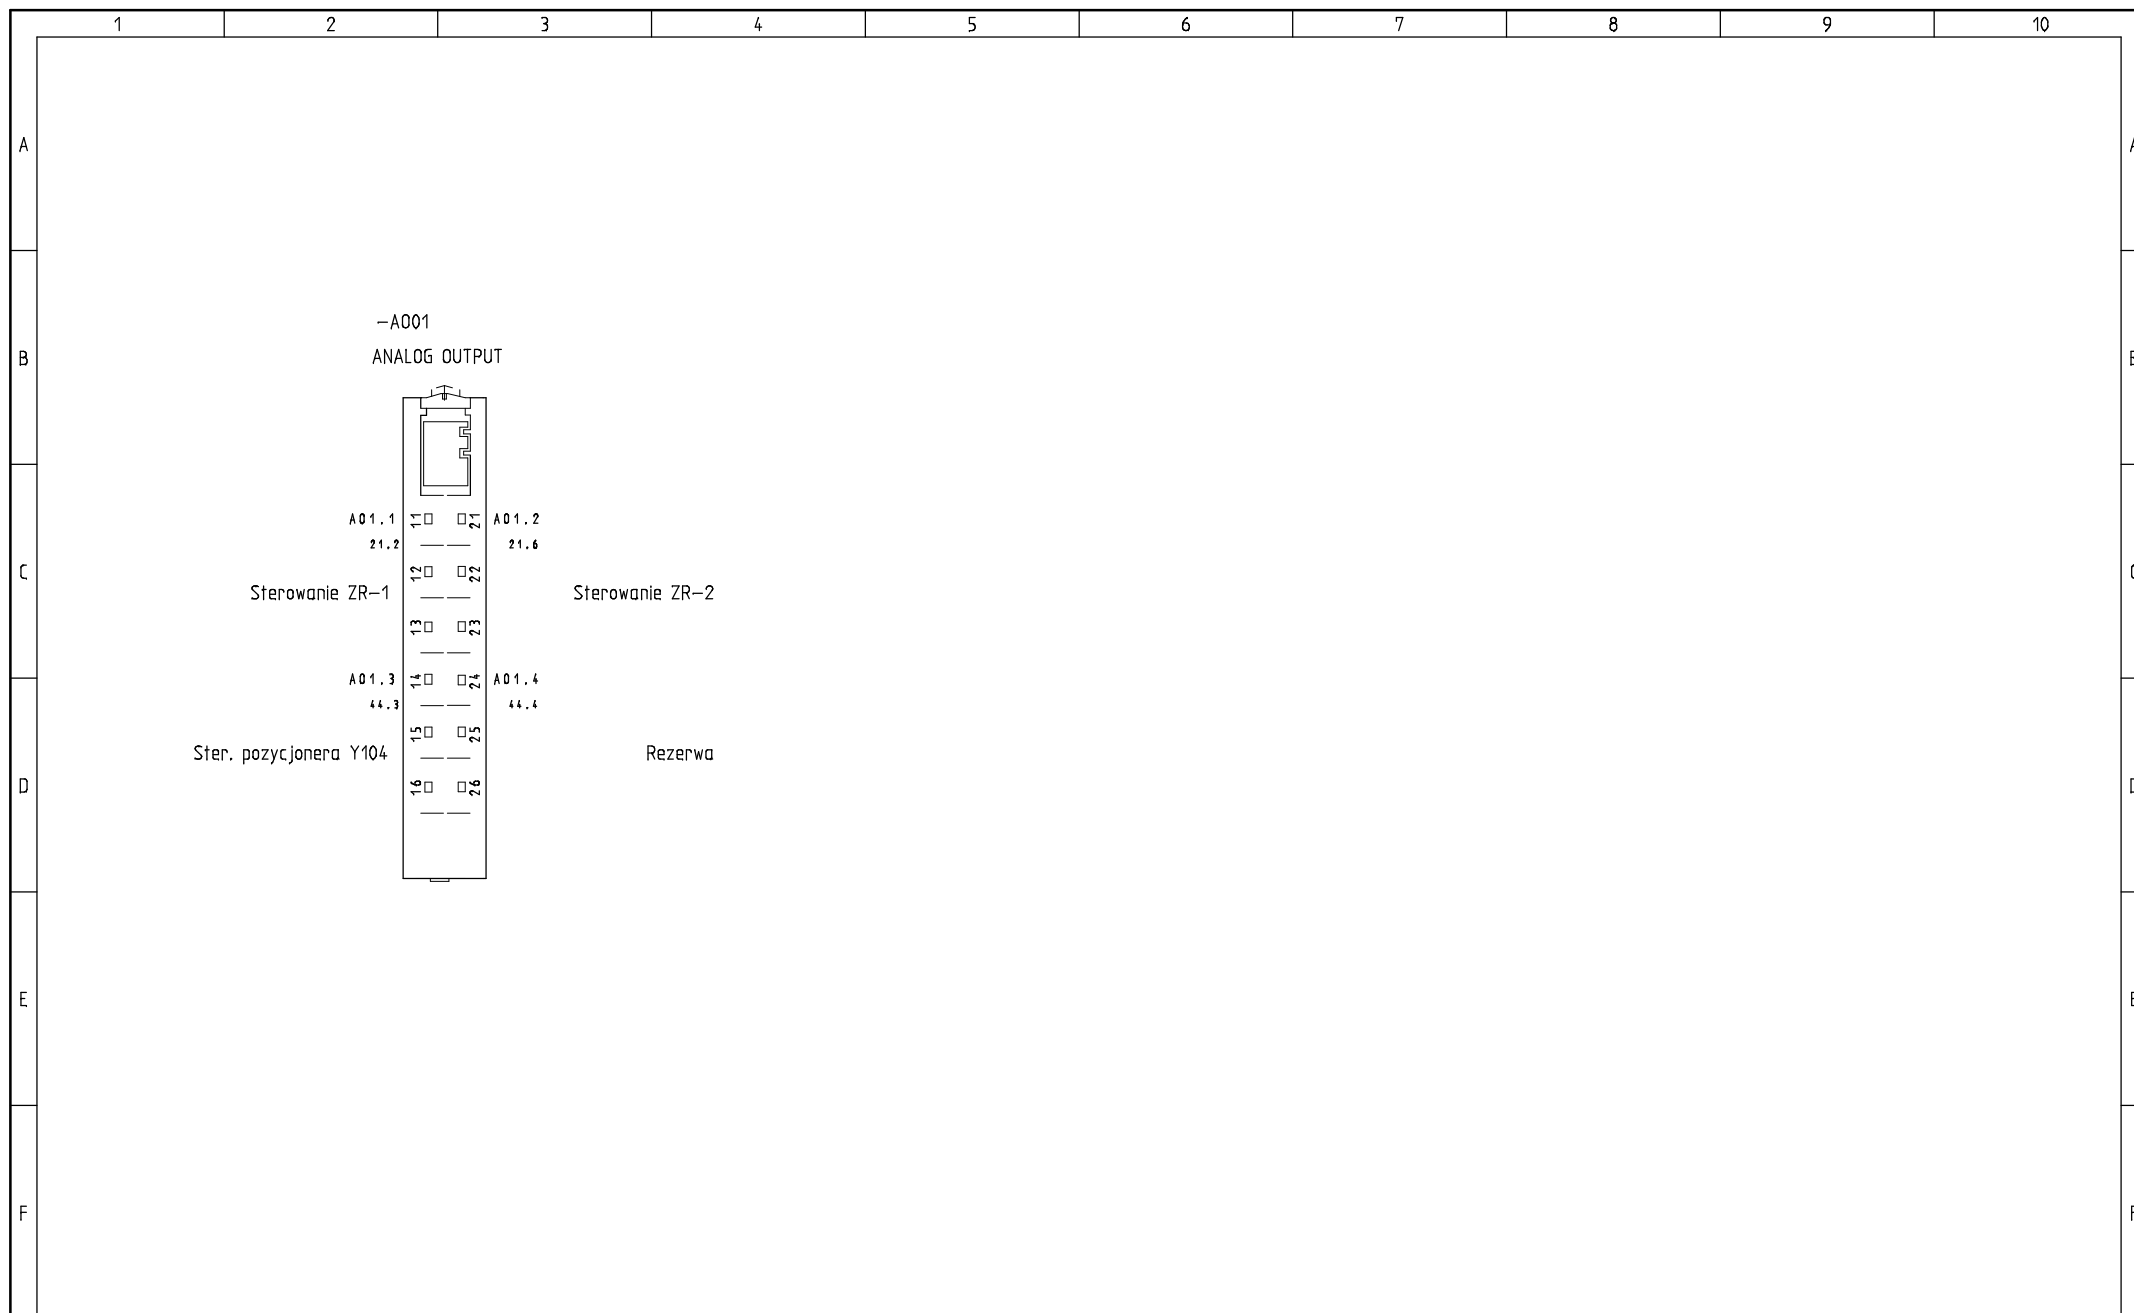 1 2 3 4 5 6 7 8 9 10
A A
-A001
B ANALOG OUTPUT B
A01.1 11 21 A01.2
21.2 21.6
C 12 22 C
Sterowanie ZR-1 Sterowanie ZR-2
13 23
A01.3 14 24 A01.4
44.3 44.4
15 25
Ster. pozycjonera Y104 Rezerwa
D 16 26 D
E E
F F